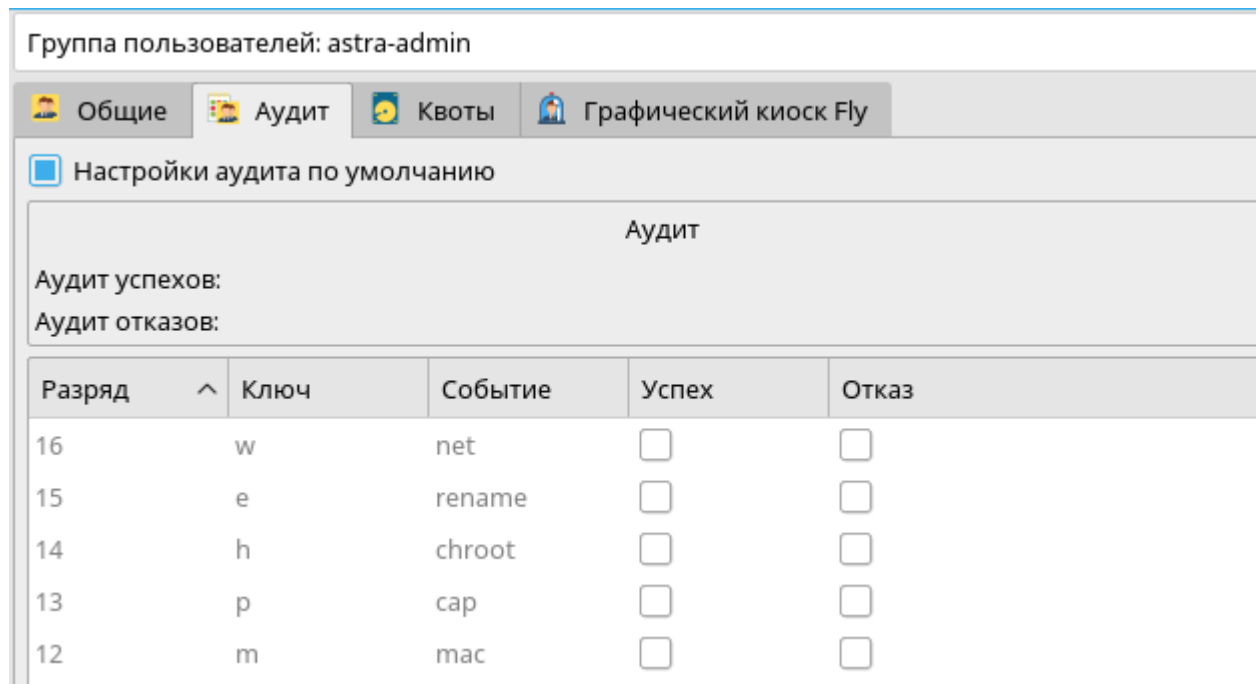 Группа пользователей: astra-admin
Общие Аудит Квоты Графический киоск Fly
Настройки аудита по умолчанию
Аудит
Аудит успехов:
Аудит отказов:
Разряд Ключ Событие Успех Отказ
16 w net
15 e rename
14 h chroot
13 p cap
12 m mac